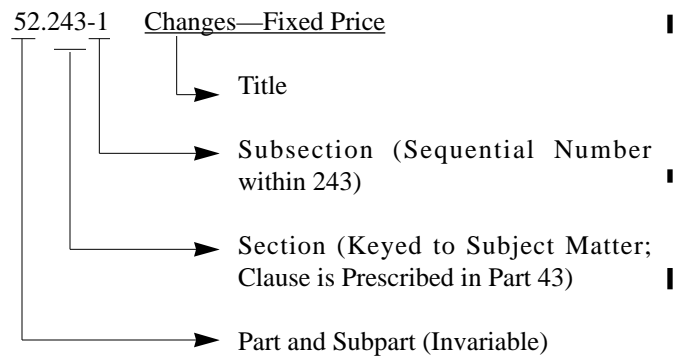 52.243-1 Changes—Fixed Price
Title
Subsection (Sequential Number
within 243)
Section (Keyed to Subject Matter;
Clause is Prescribed in Part 43)
Part and Subpart (Invariable)